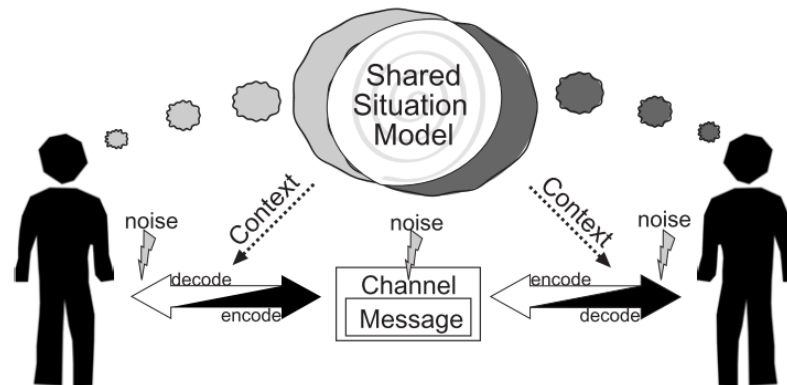 Shared
Situation
Model
Context
Context
noise
noise
noise
decode
encode
Channel
Message
encode
decode